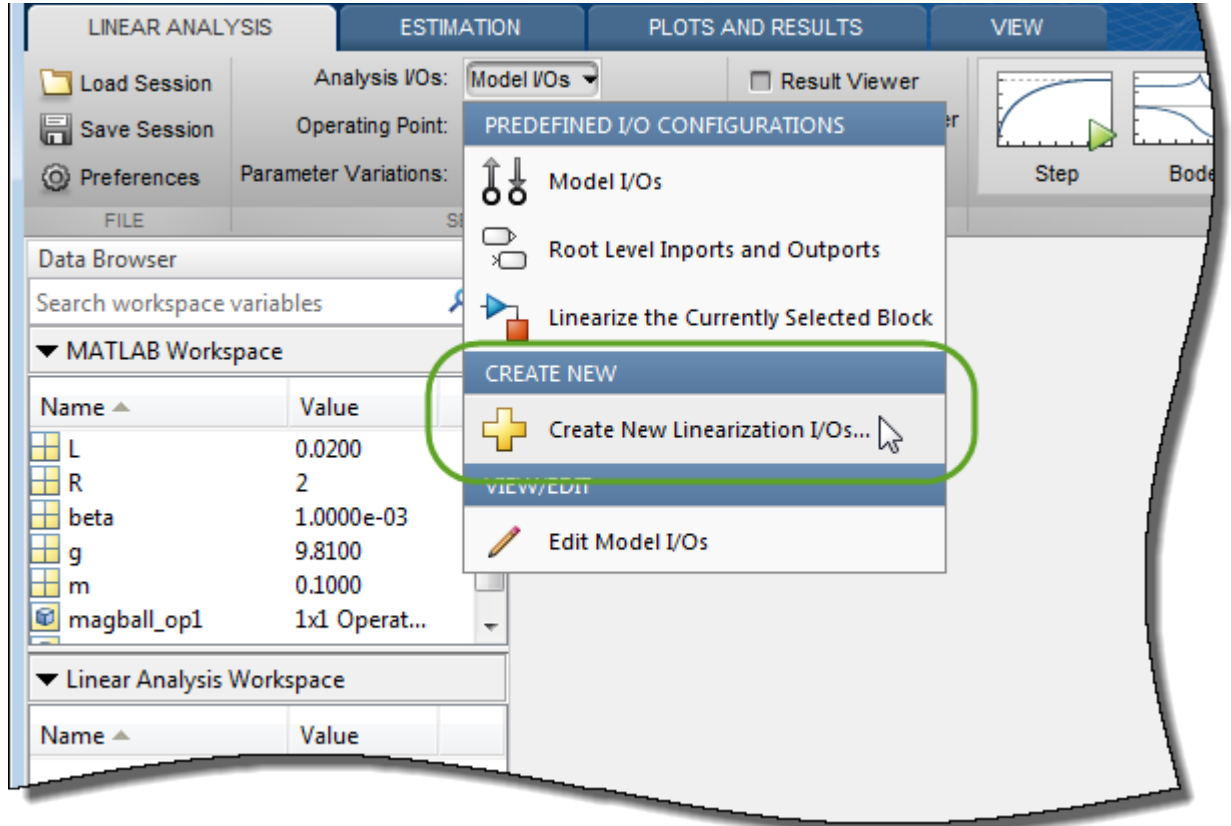 LINEAR ANALYSIS ESTIMATION PLOTS AND RESULTS VIEW
Load Session Analysis I/Os: Model I/Os Result Viewer
Save Session Operating Point:
Preferences Parameter Variations: Step
FILE
PREDEFINED I/O CONFIGURATIONS
Model I/Os
Root Level Inports and Outports
Linearize the Currently Selected Block
CREATE NEW
Create New Linearization I/Os...
VIEW/EDIT
Edit Model I/Os
Data Browser
Search workspace variables
MATLAB Workspace
Name Value
L 0.0200
R 2
beta 1.0000e-03
g 9.8100
m 0.1000
magball_op1 1x1 Operat...
Linear Analysis Workspace
Name Value